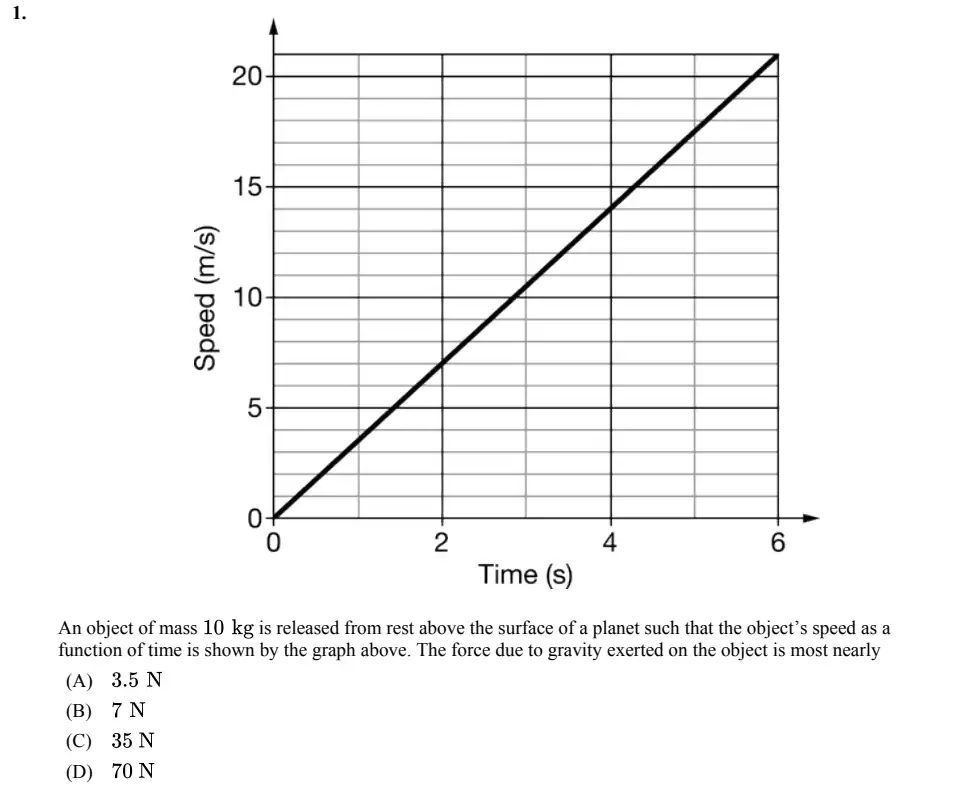 1.
20
15
10
5
0
Speed (m/s)
0 2 4 6
Time (s)
An object of mass 10 kg is released from rest above the surface of a planet such that the object’s speed as a
function of time is shown by the graph above. The force due to gravity exerted on the object is most nearly
(A) 3.5 N
(B) 7 N
(C) 35 N
(D) 70 N